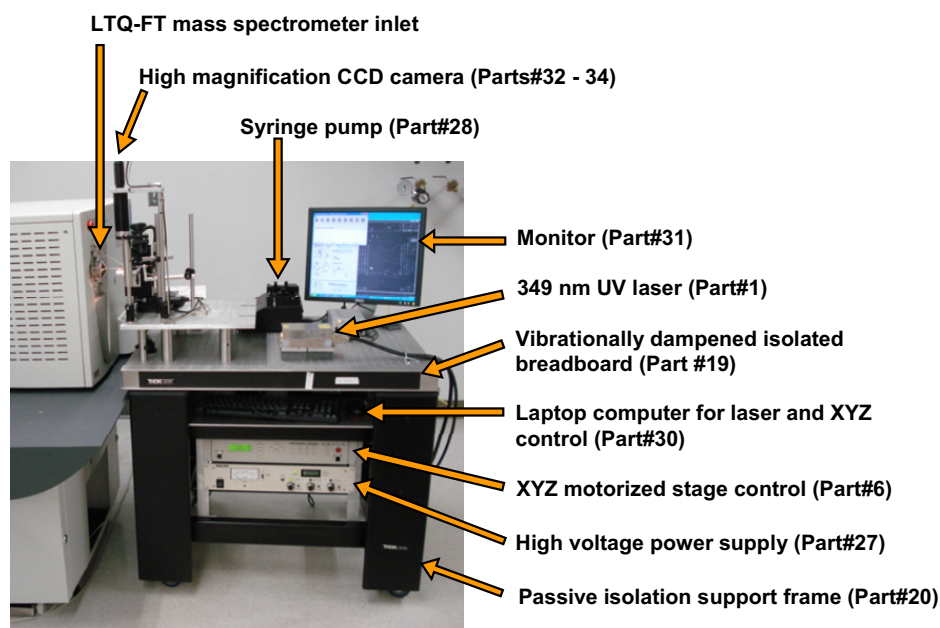 LTQ-FT mass spectrometer inlet
High magnification CCD camera (Parts#32 - 34)
Syringe pump (Part#28)
Monitor (Part#31)
349 nm UV laser (Part#1)
Vibrationally dampened isolated
breadboard (Part #19)
Laptop computer for laser and XYZ
control (Part#30)
XYZ motorized stage control (Part#6)
High voltage power supply (Part#27)
Passive isolation support frame (Part#20)
THORLABS
THORLABS